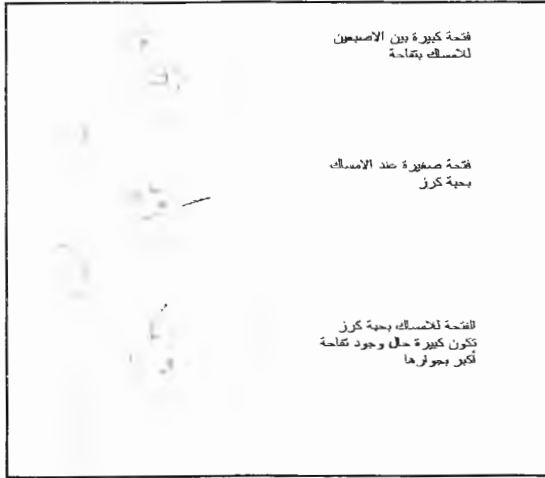 فتحة كبيرة بين الاصبعين
للامساك بتفاحة
فتحة صغيرة عند الامساك
بحبة كرز
الفتحة للامساك بحبة كرز
تكون كبيرة حال وجود تفاحة
أكبر بجوارها